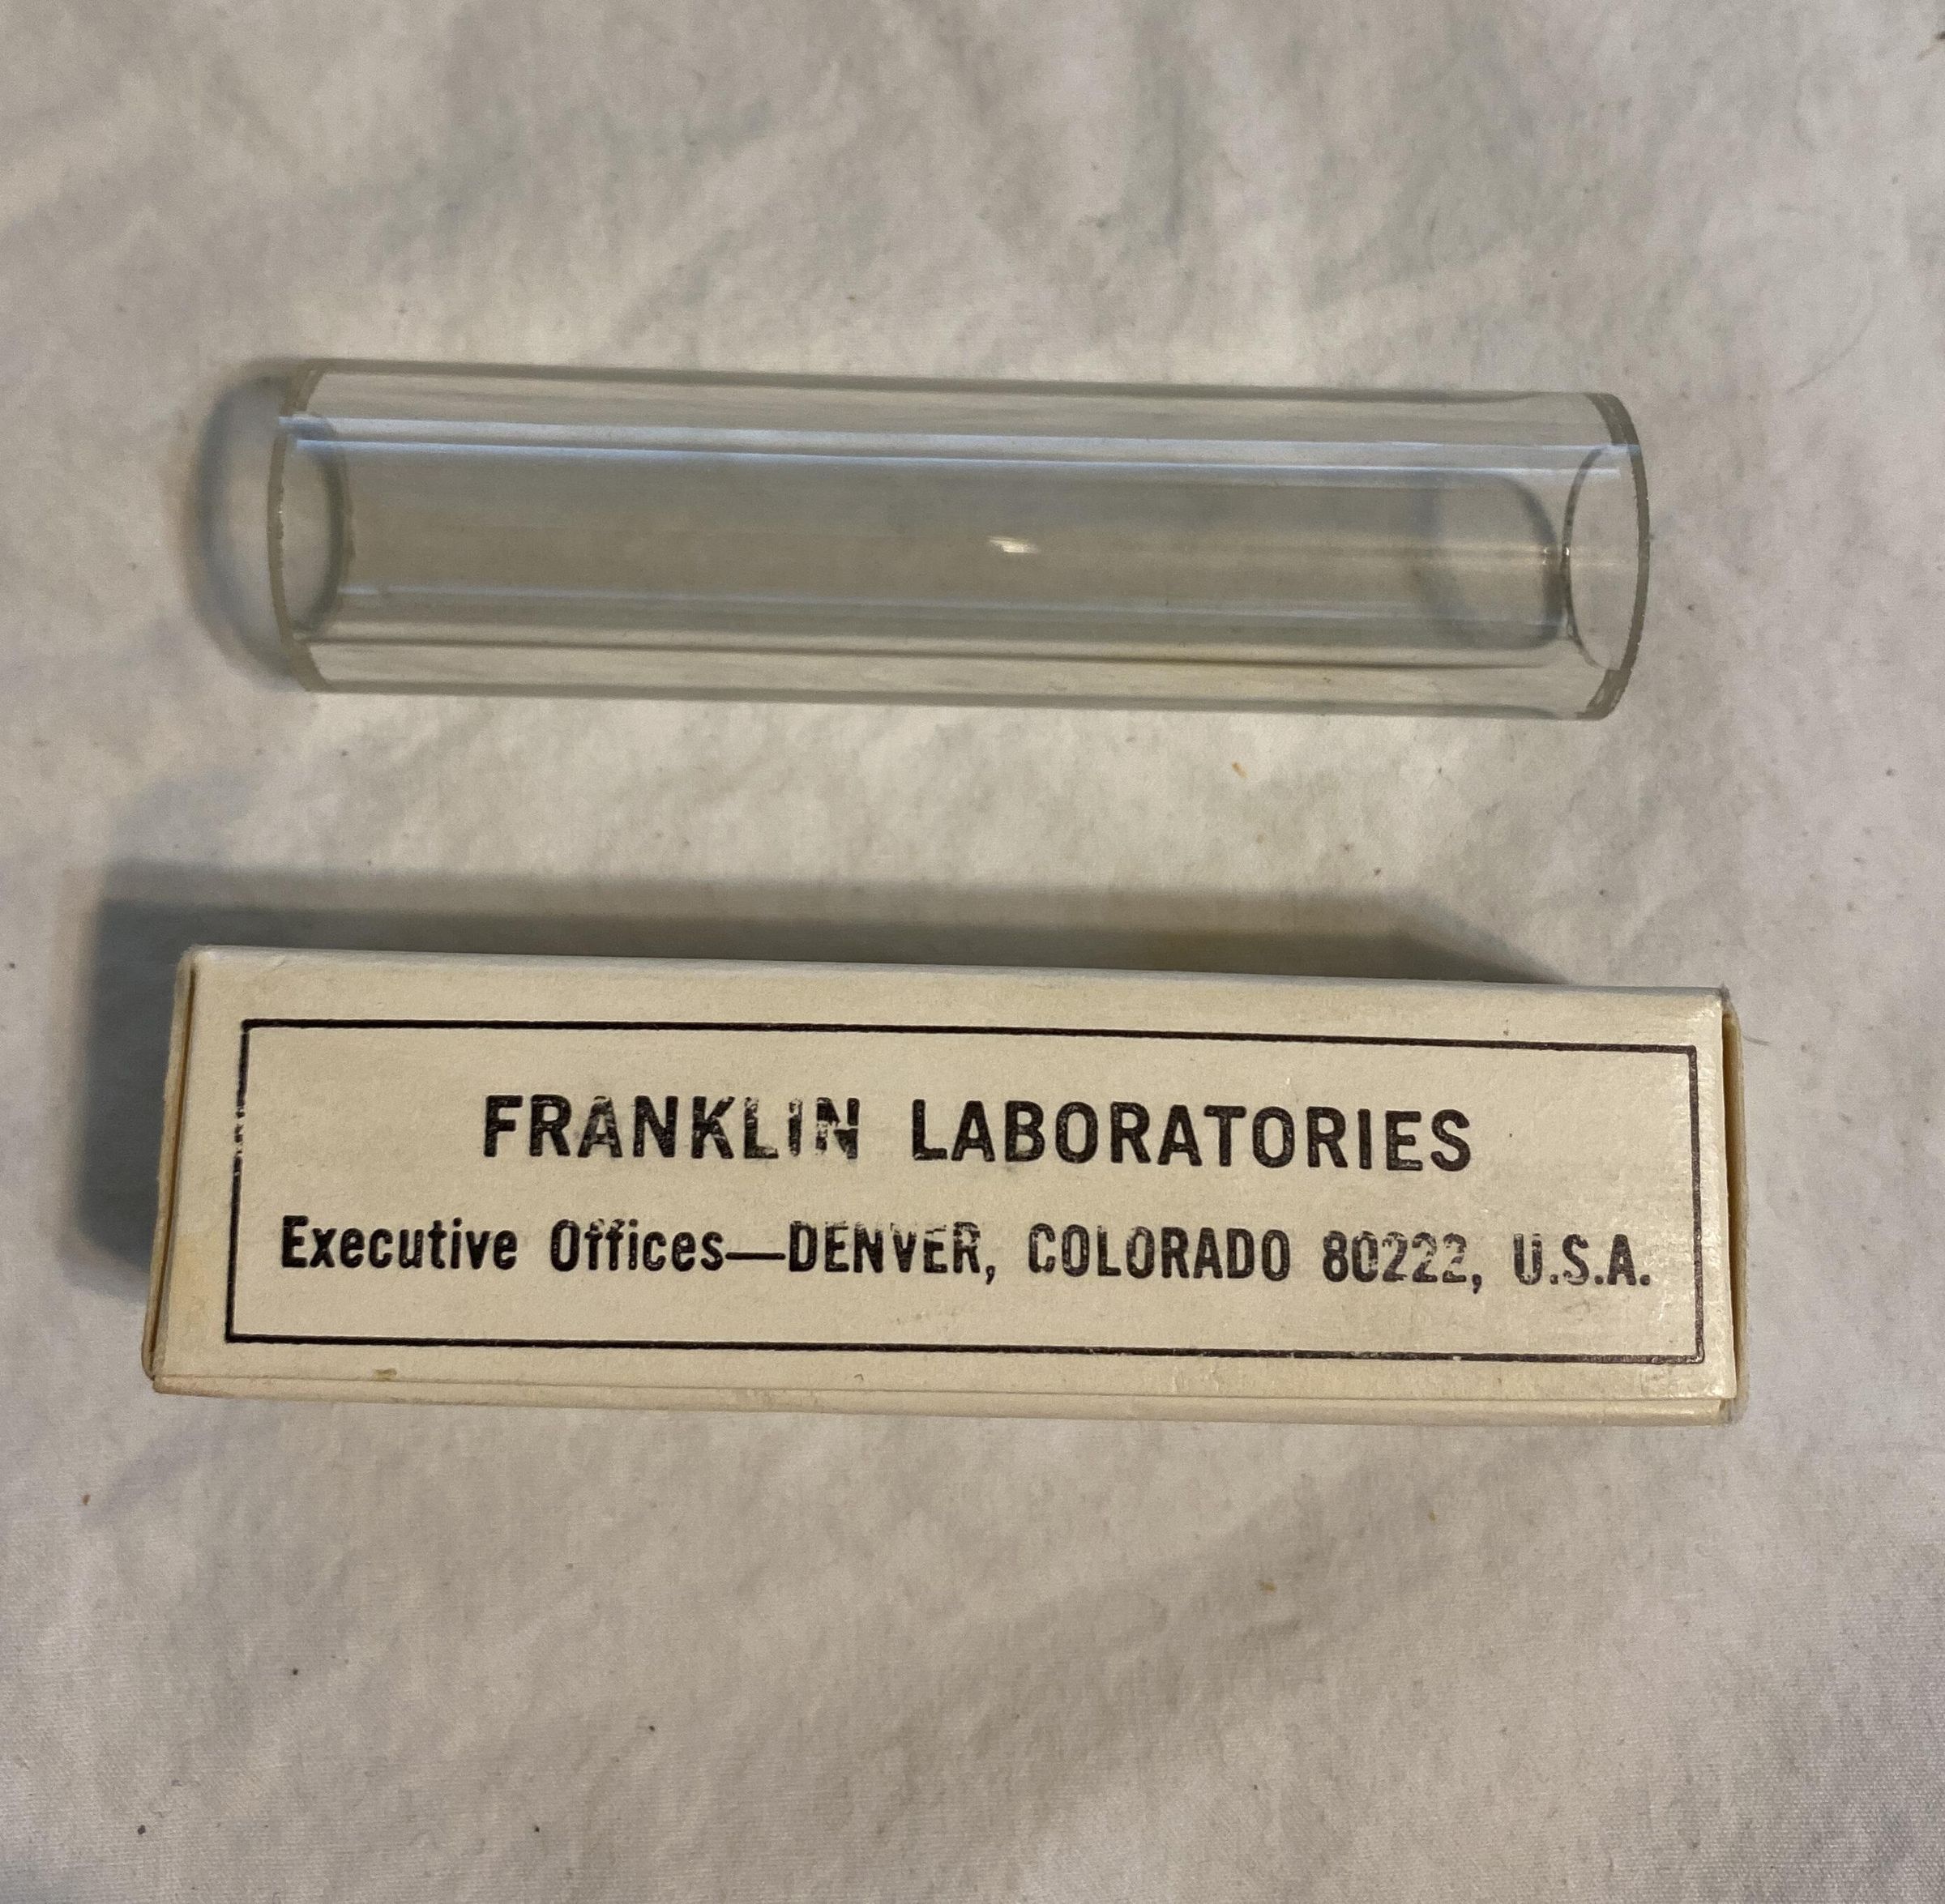 FRANKLIN LABORATORIES
Executive Offices—DENVER, COLORADO 80222, U.S.A.